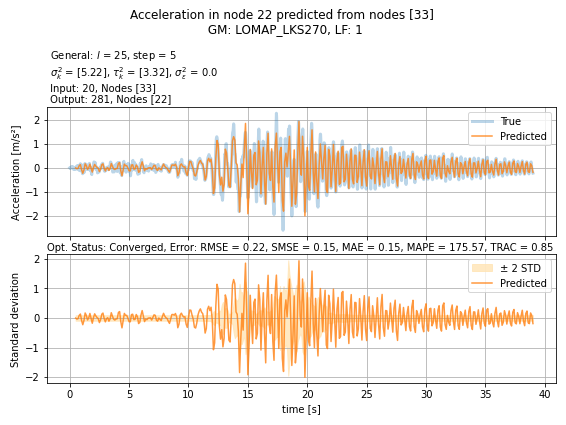 Acceleration in node 22 predicted from nodes [33]
GM: LOMAP_LKS270, LF: 1
General: l = 25, step = 5
σ²ₖ = [5.22], τ²ₖ = [3.32], σ²ε = 0.0
Input: 20, Nodes [33]
Output: 281, Nodes [22]
Acceleration [m/s²]
2
1
0
−1
−2
True
Predicted
Opt. Status: Converged, Error: RMSE = 0.22, SMSE = 0.15, MAE = 0.15, MAPE = 175.57, TRAC = 0.85
Standard deviation
2
1
0
−1
−2
± 2 STD
Predicted
0 5 10 15 20 25 30 35 40
time [s]